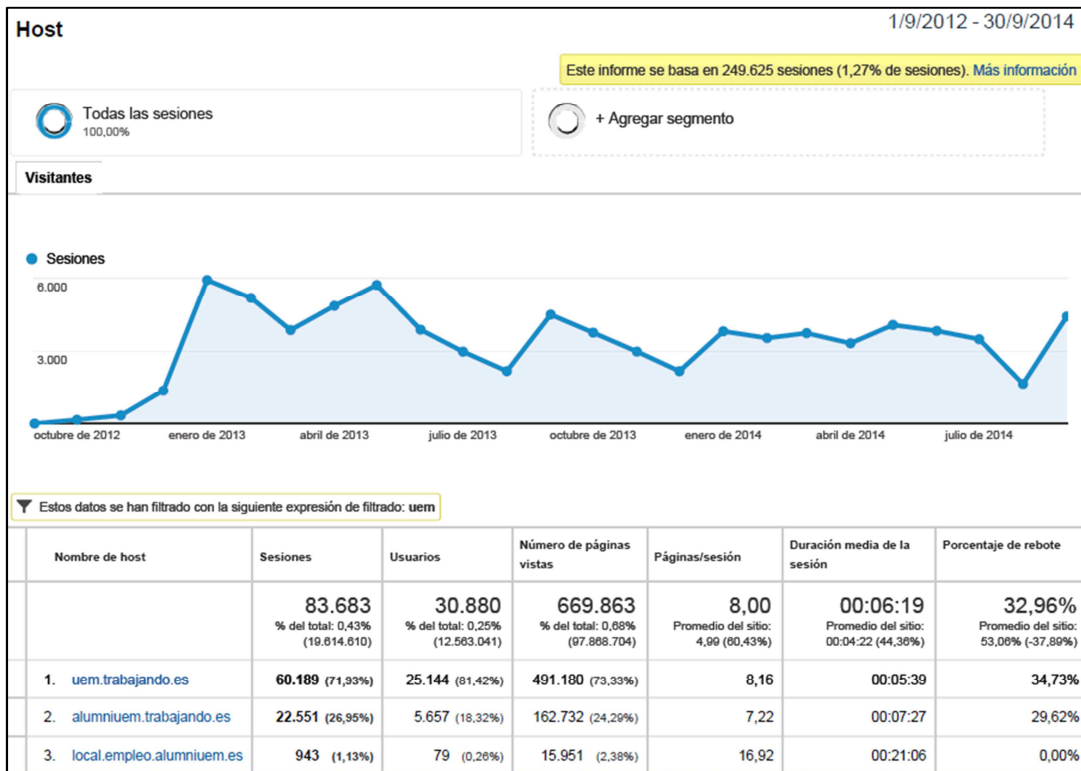 Host
1/9/2012 - 30/9/2014
Este informe se basa en 249.625 sesiones (1,27% de sesiones). Más información
Todas las sesiones
100,00%
+ Agregar segmento
Visitantes
Sesiones
6.000
3.000
octubre de 2012 enero de 2013 abril de 2013 julio de 2013 octubre de 2013 enero de 2014 abril de 2014 julio de 2014
Estos datos se han filtrado con la siguiente expresión de filtrado: uem
Nombre de host Sesiones Usuarios Número de páginas vistas Páginas/sesión Duración media de la sesión Porcentaje de rebote
83.683 30.880 669.863 8,00 00:06:19 32,96%
% del total: 0,43% % del total: 0,25% % del total: 0,68% Promedio del sitio: Promedio del sitio: Promedio del sitio:
(19.614.610) (12.563.041) (97.868.704) 4,99 (60,43%) 00:04:22 (44,36%) 53,06% (-37,89%)
1. uem.trabajando.es 60.189 (71,93%) 25.144 (81,42%) 491.180 (73,33%) 8,16 00:05:39 34,73%
2. alumniuem.trabajando.es 22.551 (26,95%) 5.657 (18,32%) 162.732 (24,29%) 7,22 00:07:27 29,62%
3. local.empleo.alumniuem.es 943 (1,13%) 79 (0,26%) 15.951 (2,38%) 16,92 00:21:06 0,00%